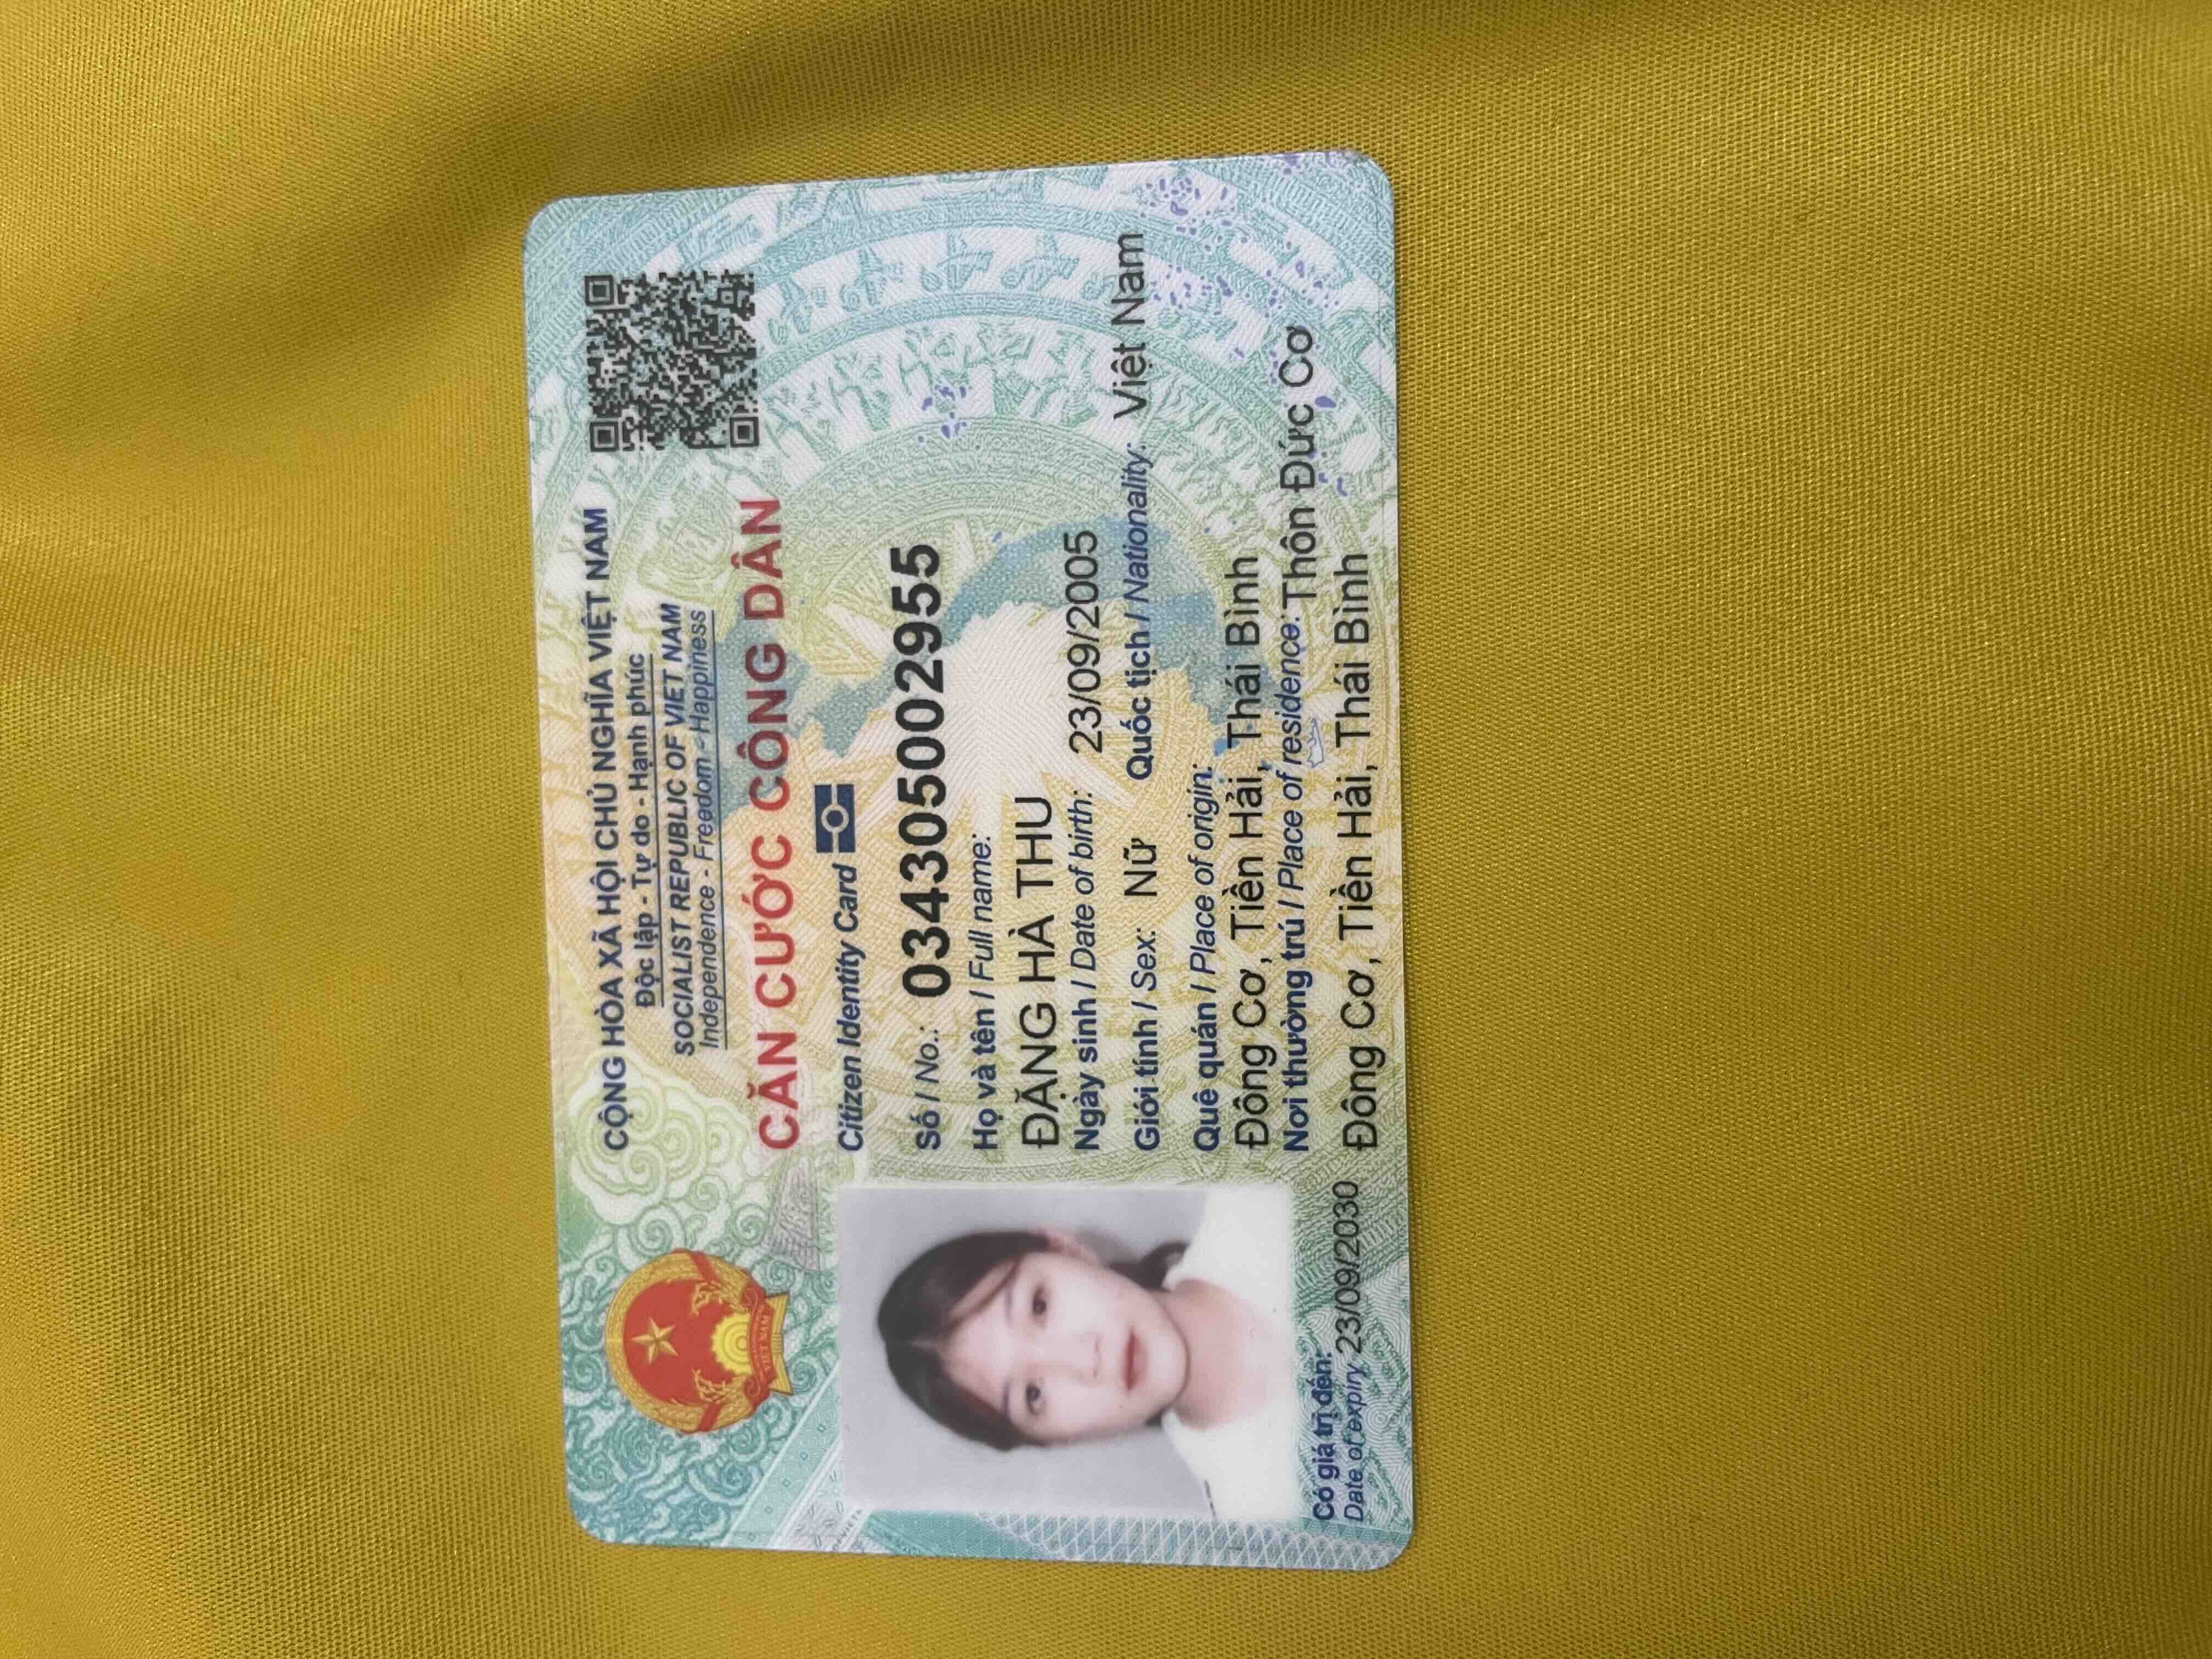 CỘNG HÒA XÃ HỘI CHỦ NGHĨA VIỆT NAM
Độc lập - Tự do - Hạnh phúc
SOCIALIST REPUBLIC OF VIET NAM
Independence - Freedom - Happiness
CĂN CƯỚC CÔNG DÂN
Citizen Identity Card
Số / No.: 034305002955
Họ và tên / Full name:
ĐẶNG HÀ THU
Ngày sinh / Date of birth: 23/09/2005
Giới tính / Sex: Nữ Quốc tịch / Nationality: Việt Nam
Quê quán / Place of origin:
Đông Cơ, Tiền Hải, Thái Bình
Nơi thường trú / Place of residence: Thôn Đức Cơ
Đông Cơ, Tiền Hải, Thái Bình
Có giá trị đến: 23/09/2030
Date of expiry
VIỆT NAM